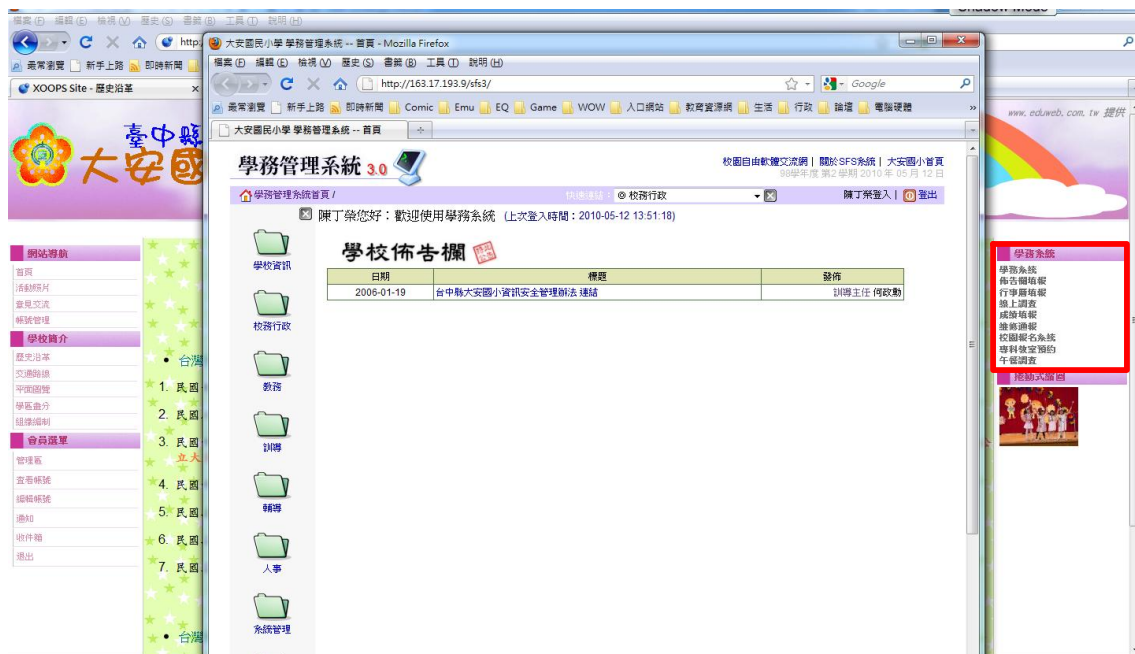 Shadow Mode
檔案(F) 編輯(E) 檢視(V) 歷史(S) 書籤(B) 工具(T) 說明(H)
http:
最常瀏覽 新手上路 即時新聞
XOOPS Site - 歷史沿革
www.eduweb.com.tw 提供
臺中縣
大安國
網站導航
首頁
活動照片
意見交流
帳號管理
學校簡介
歷史沿革
交通路線
平面圖覽
學區畫分
組織編制
會員選單
管理區
查看帳號
編輯帳號
通知
收件箱
退出
台灣
1. 民國
2. 民國
3. 民國
立大
4. 民國
5. 民國
6. 民國
7. 民國
台灣
大安國民小學 學務管理系統 -- 首頁 - Mozilla Firefox
檔案(F) 編輯(E) 檢視(V) 歷史(S) 書籤(B) 工具(T) 說明(H)
http://163.17.193.9/sfs3/
Google
最常瀏覽 新手上路 即時新聞 Comic Emu EQ Game WOW 入口網站 教育資源網 生活 行政 論壇 電腦硬體 »
大安國民小學 學務管理系統 -- 首頁
學務管理系統 3.0
校園自由軟體交流網 | 關於SFS系統 | 大安國小首頁
98學年度 第2學期 2010 年 05 月 12 日
學務管理系統首頁 /
快速連結: ◎ 校務行政
陳丁榮登入 | 登出
陳丁榮您好:歡迎使用學務系統 (上次登入時間:2010-05-12 13:51:18)
學校資訊
校務行政
教務
訓導
輔導
人事
系統管理
學校佈告欄
日期 標題 發佈
2006-01-19 台中縣大安國小資訊安全管理辦法 連結 訓導主任 何政勳
學務系統
學務系統
佈告欄填報
行事曆填報
線上調查
成績填報
維修通報
校園報名系統
專科教室預約
午餐調查
捲動式縮圖